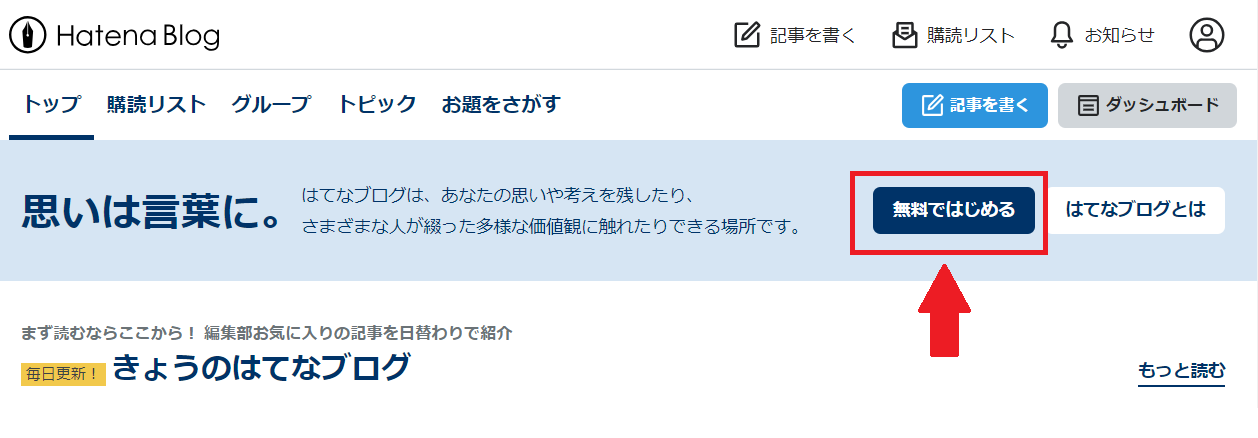 Hatena Blog
記事を書く
購読リスト
お知らせ
トップ
購読リスト
グループ
トピック
お題をさがす
記事を書く
ダッシュボード
思いは言葉に。
はてなブログは、あなたの思いや考えを残したり、
さまざまな人が綴った多様な価値観に触れたりできる場所です。
無料ではじめる
はてなブログとは
まず読むならここから！ 編集部お気に入りの記事を日替わりで紹介
毎日更新！ きょうのはてなブログ
もっと読む